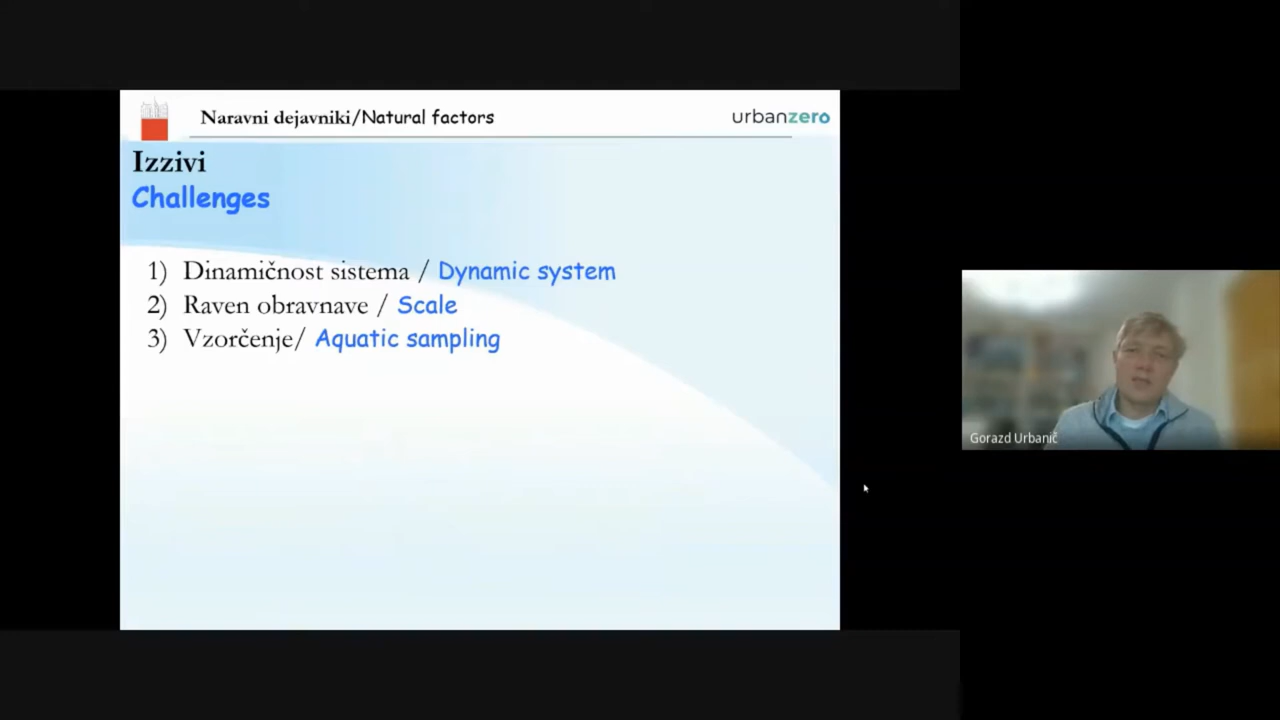 Naravni dejavniki/Natural factors
urbanzero
Izzivi
Challenges
1) Dinamičnost sistema / Dynamic system
2) Raven obravnave / Scale
3) Vzorčenje/ Aquatic sampling
Gorazd Urbanič